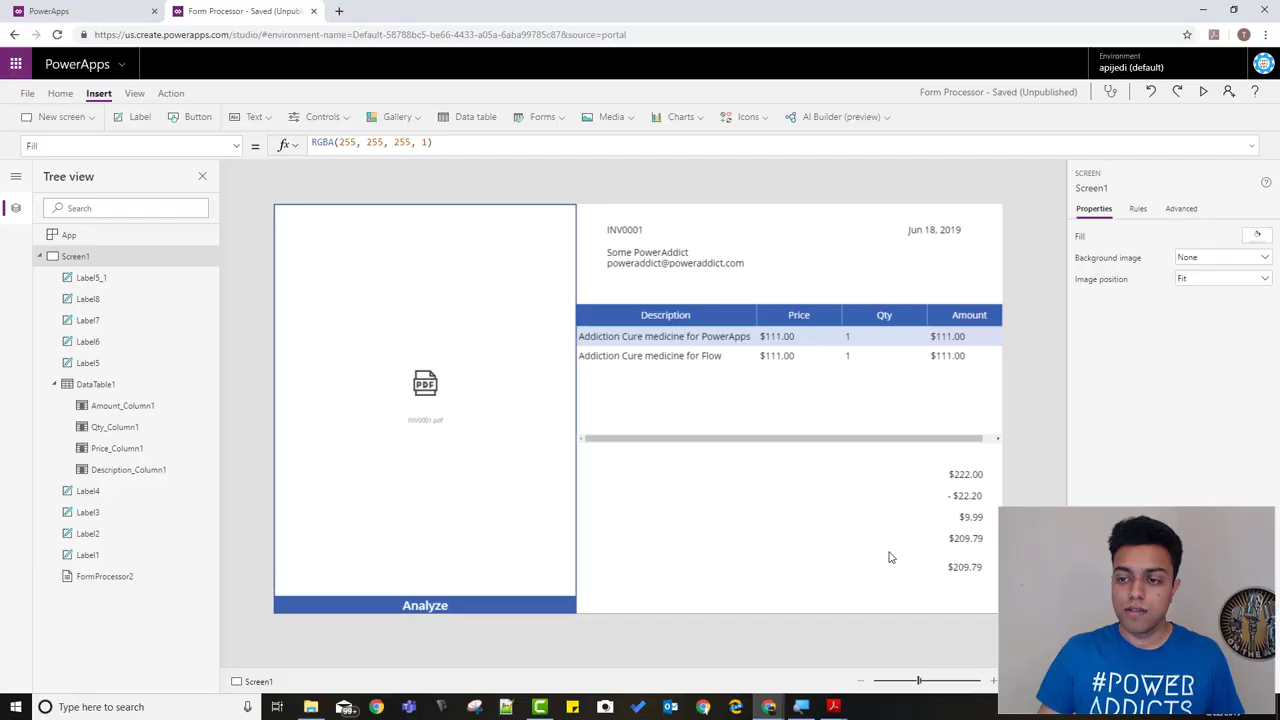 PowerApps
Form Processor - Saved (Unpubl
https://us.create.powerapps.com/studio/#environment-name=Default-58788bc5-be66-4433-a05a-6aba99785c87&source=portal
PowerApps
Environment
apijedi (default)
File Home Insert View Action
Form Processor - Saved (Unpublished)
New screen Label Button Text Controls Gallery Data table Forms Media Charts Icons AI Builder (preview)
Fill = fx RGBA(255, 255, 255, 1)
Tree view
Search
App
Screen1
Label5_1
Label8
Label7
Label6
Label5
DataTable1
Amount_Column1
Qty_Column1
Price_Column1
Description_Column1
Label4
Label3
Label2
Label1
FormProcessor2
PDF
INV0001.pdf
Analyze
INV0001 Jun 18, 2019
Some PowerAddict
poweraddict@poweraddict.com
Description Price Qty Amount
Addiction Cure medicine for PowerApps $111.00 1 $111.00
Addiction Cure medicine for Flow $111.00 1 $111.00
$222.00
- $22.20
$9.99
$209.79
$209.79
SCREEN
Screen1
Properties Rules Advanced
Fill
Background image None
Image position Fit
#POWER
ADDICTS
Screen1
Type here to search
99+